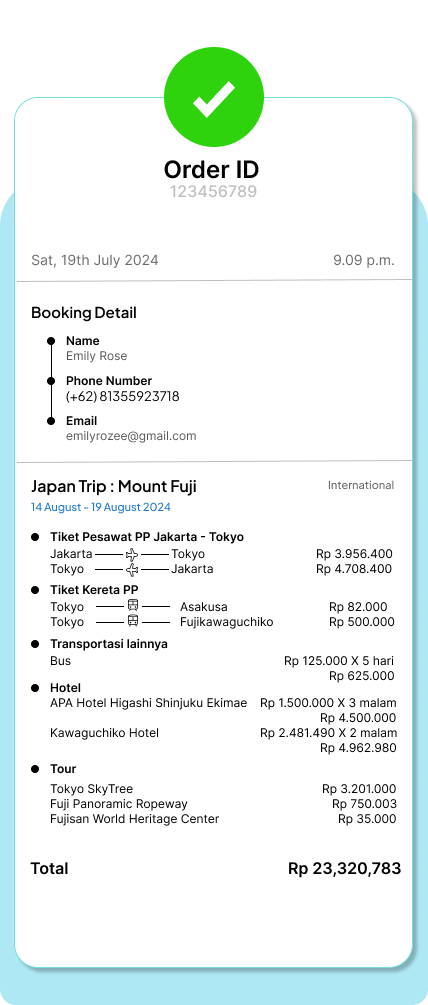 Order ID
123456789
Sat, 19th July 2024 9.09 p.m.
Booking Detail
Name
Emily Rose
Phone Number
(+62) 81355923718
Email
emilyrozee@gmail.com
Japan Trip : Mount Fuji International
14 August - 19 August 2024
Tiket Pesawat PP Jakarta - Tokyo
Jakarta Tokyo Rp 3.956.400
Tokyo Jakarta Rp 4.708.400
Tiket Kereta PP
Tokyo Asakusa Rp 82.000
Tokyo Fujikawaguchiko Rp 500.000
Transportasi lainnya
Bus Rp 125.000 X 5 hari
Rp 625.000
Hotel
APA Hotel Higashi Shinjuku Ekimae Rp 1.500.000 X 3 malam
Rp 4.500.000
Kawaguchiko Hotel Rp 2.481.490 X 2 malam
Rp 4.962.980
Tour
Tokyo SkyTree Rp 3.201.000
Fuji Panoramic Ropeway Rp 750.003
Fujisan World Heritage Center Rp 35.000
Total Rp 23,320,783